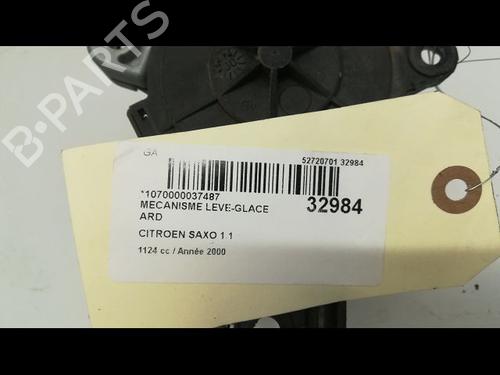 B-PARTS
GA
52720701 32984
*1070000037487
MECANISME LEVE-GLACE
ARD
32984
CITROEN SAXO 1.1
1124 cc / Année 2000